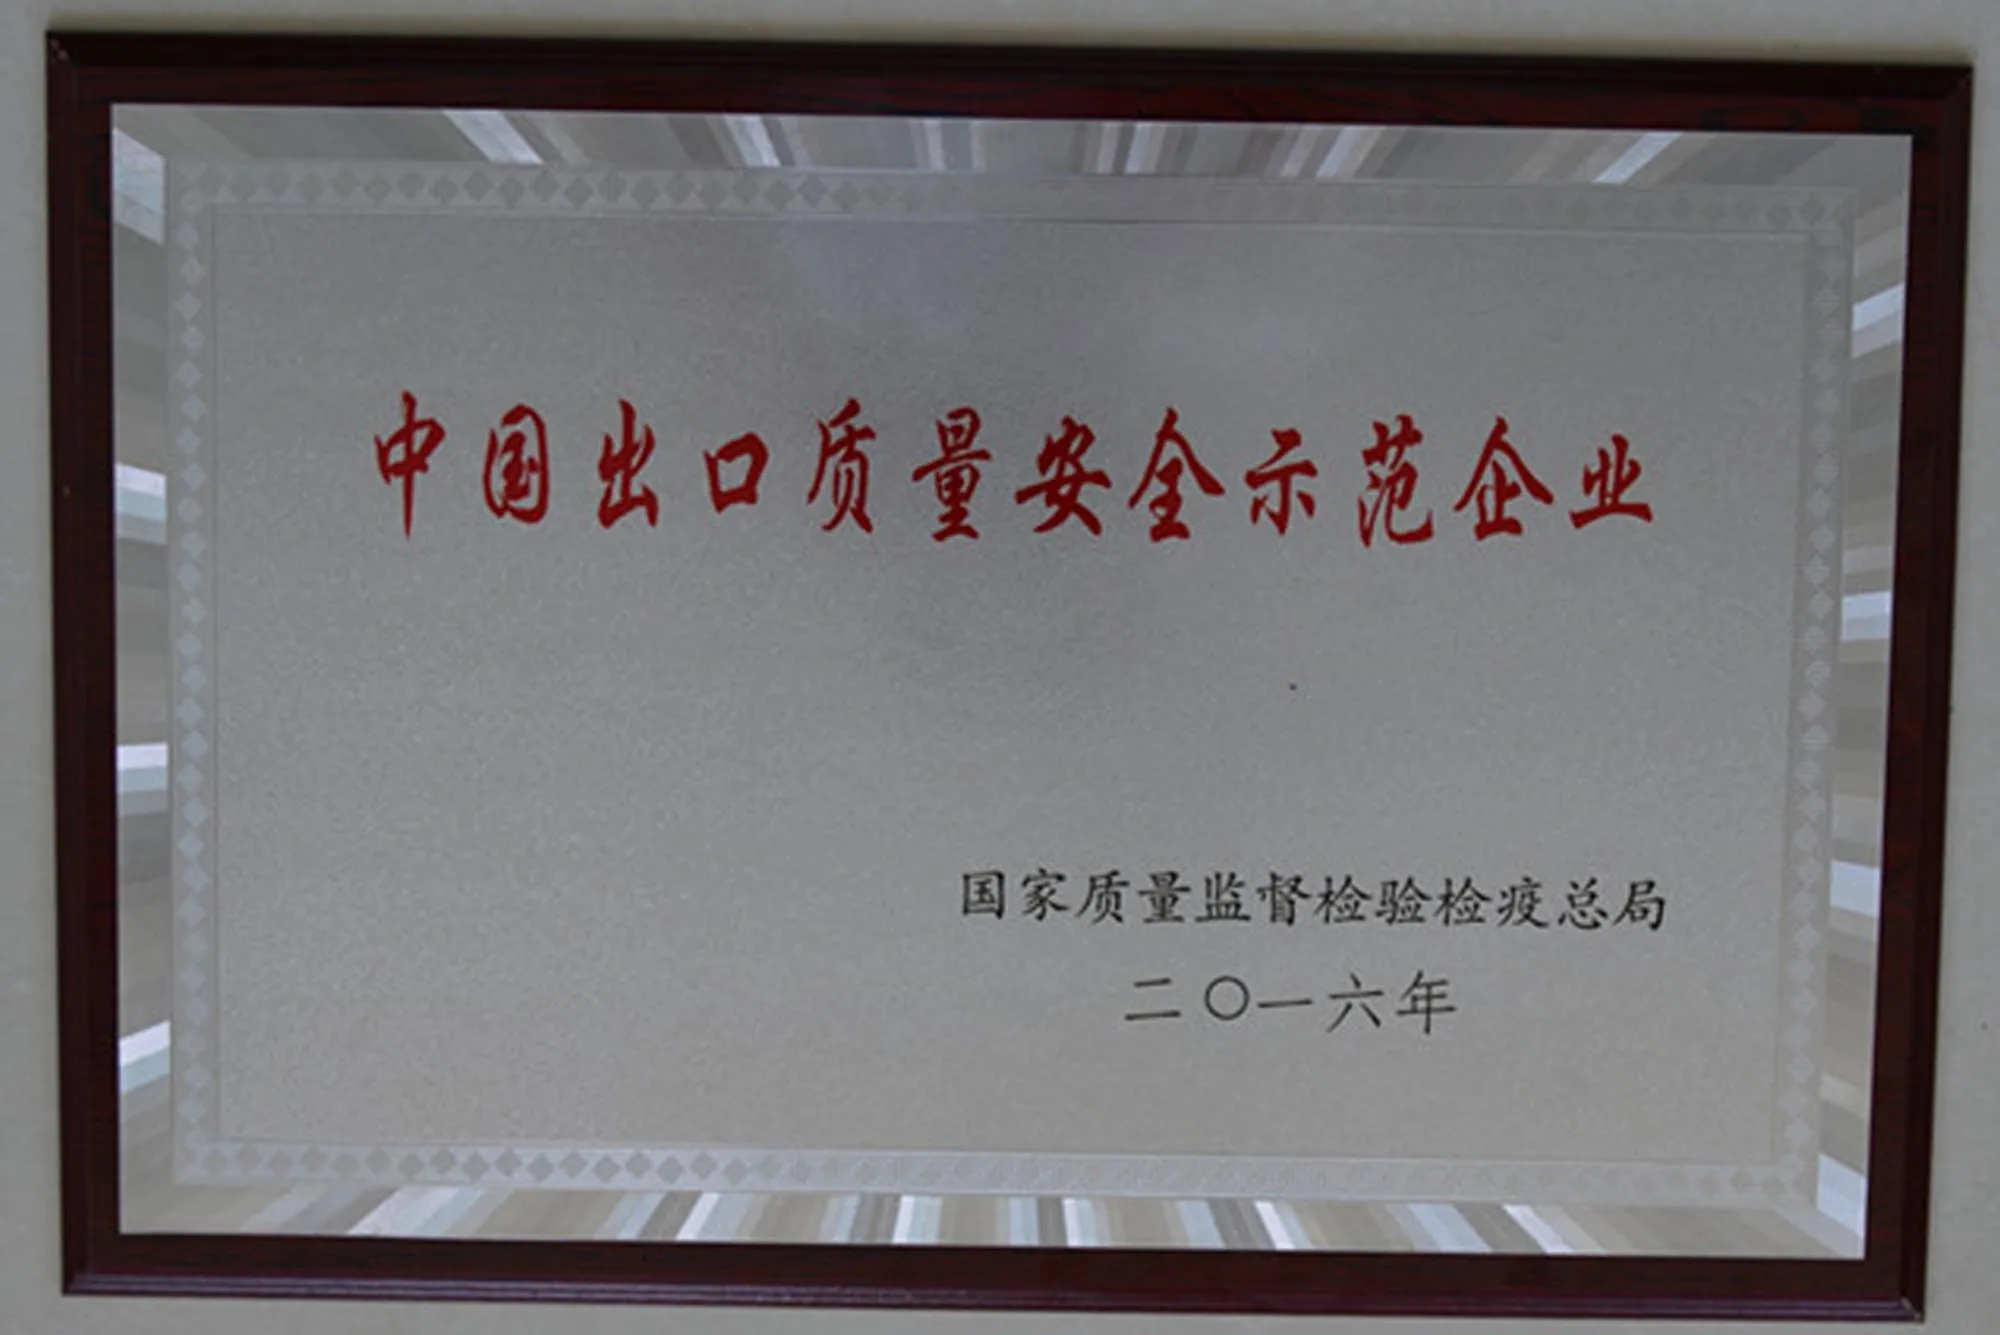 中国出口质量安全示范企业
国家质量监督检验检疫总局
二〇一六年